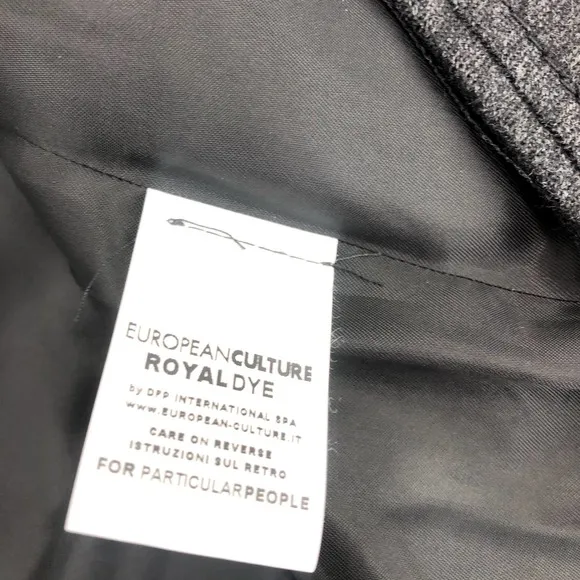 EUROPEANCULTURE
ROYALDYE
by DPP INTERNATIONAL SPA
www.EUROPEAN-CULTURE.IT
CARE ON REVERSE
ISTRUZIONI SUL RETRO
FOR PARTICULARPEOPLE